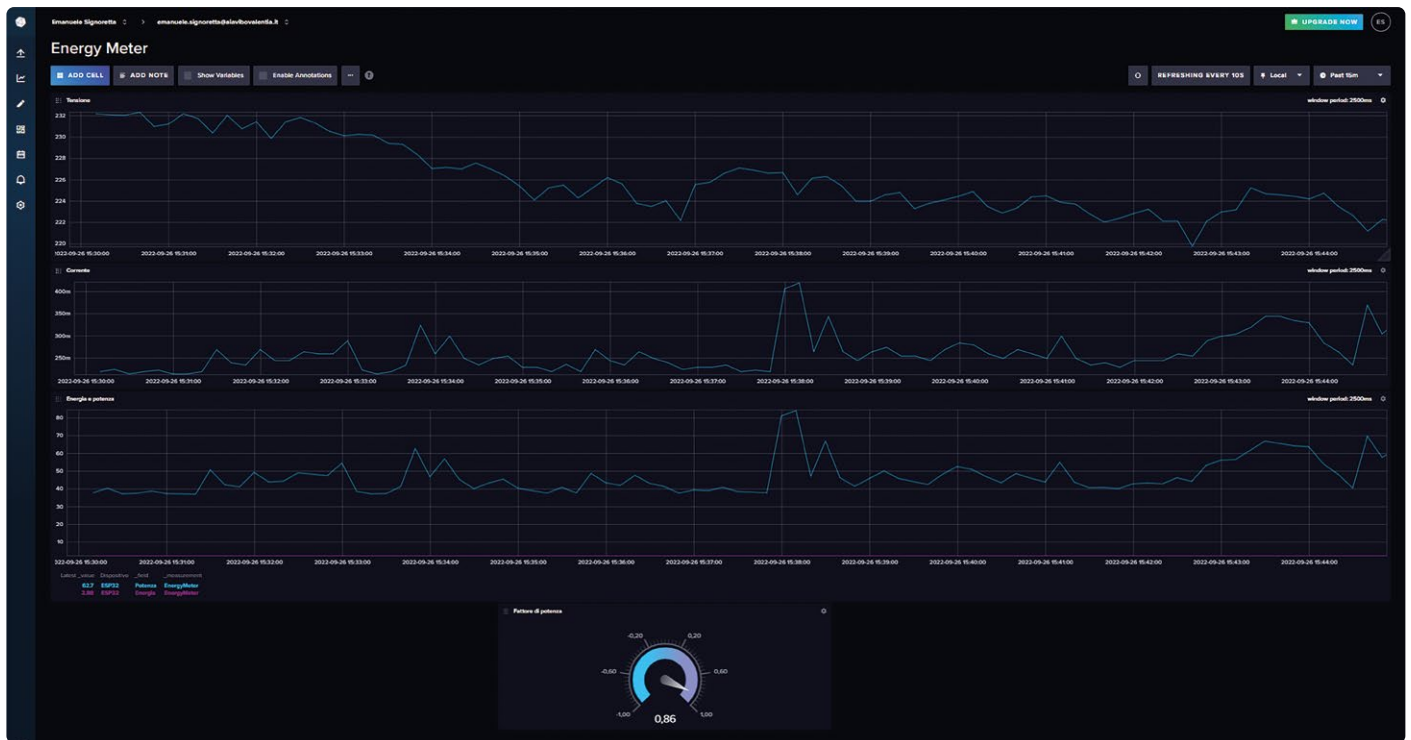 Emanuele Signoretta > emanuele.signoretta@slavibovalentia.it
UPGRADE NOW
ES
Energy Meter
ADD CELL ADD NOTE Show Variables Enable Annotations ... ?
REFRESHING EVERY 10S Local Past 15m
Tensione
window period: 2500ms
232
230
228
226
224
222
220
2022-09-26 15:30:00 2022-09-26 15:31:00 2022-09-26 15:32:00 2022-09-26 15:33:00 2022-09-26 15:34:00 2022-09-26 15:35:00 2022-09-26 15:36:00 2022-09-26 15:37:00 2022-09-26 15:38:00 2022-09-26 15:39:00 2022-09-26 15:40:00 2022-09-26 15:41:00 2022-09-26 15:42:00 2022-09-26 15:43:00 2022-09-26 15:44:00
Corrente
window period: 2500ms
400m
350m
300m
250m
2022-09-26 15:30:00 2022-09-26 15:31:00 2022-09-26 15:32:00 2022-09-26 15:33:00 2022-09-26 15:34:00 2022-09-26 15:35:00 2022-09-26 15:36:00 2022-09-26 15:37:00 2022-09-26 15:38:00 2022-09-26 15:39:00 2022-09-26 15:40:00 2022-09-26 15:41:00 2022-09-26 15:42:00 2022-09-26 15:43:00 2022-09-26 15:44:00
Energia e potenza
window period: 2500ms
80
70
60
50
40
30
20
10
022-09-26 15:30:00 2022-09-26 15:31:00 2022-09-26 15:32:00 2022-09-26 15:33:00 2022-09-26 15:34:00 2022-09-26 15:35:00 2022-09-26 15:36:00 2022-09-26 15:37:00 2022-09-26 15:38:00 2022-09-26 15:39:00 2022-09-26 15:40:00 2022-09-26 15:41:00 2022-09-26 15:42:00 2022-09-26 15:43:00 2022-09-26 15:44:00
Latest _value Dispositivo _field _measurement
62.7 ESP32 Potenza EnergyMeter
2.98 ESP32 Energia EnergyMeter
Fattore di potenza
-0,20 0,20
-0,60 0,60
-1,00 1,00
0,86